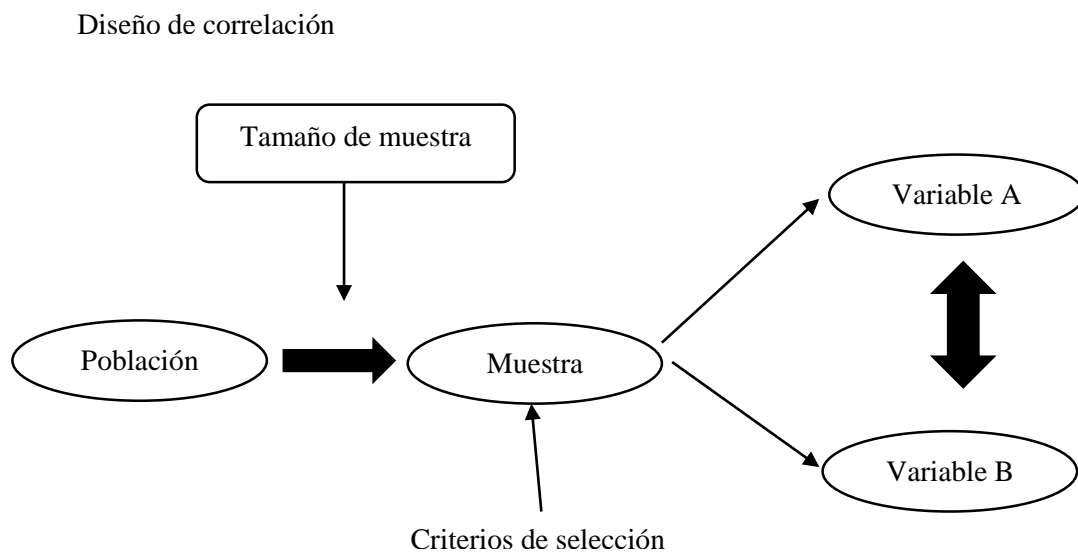 Diseño de correlación
Tamaño de muestra
Variable A
Población
Muestra
Variable B
Criterios de selección